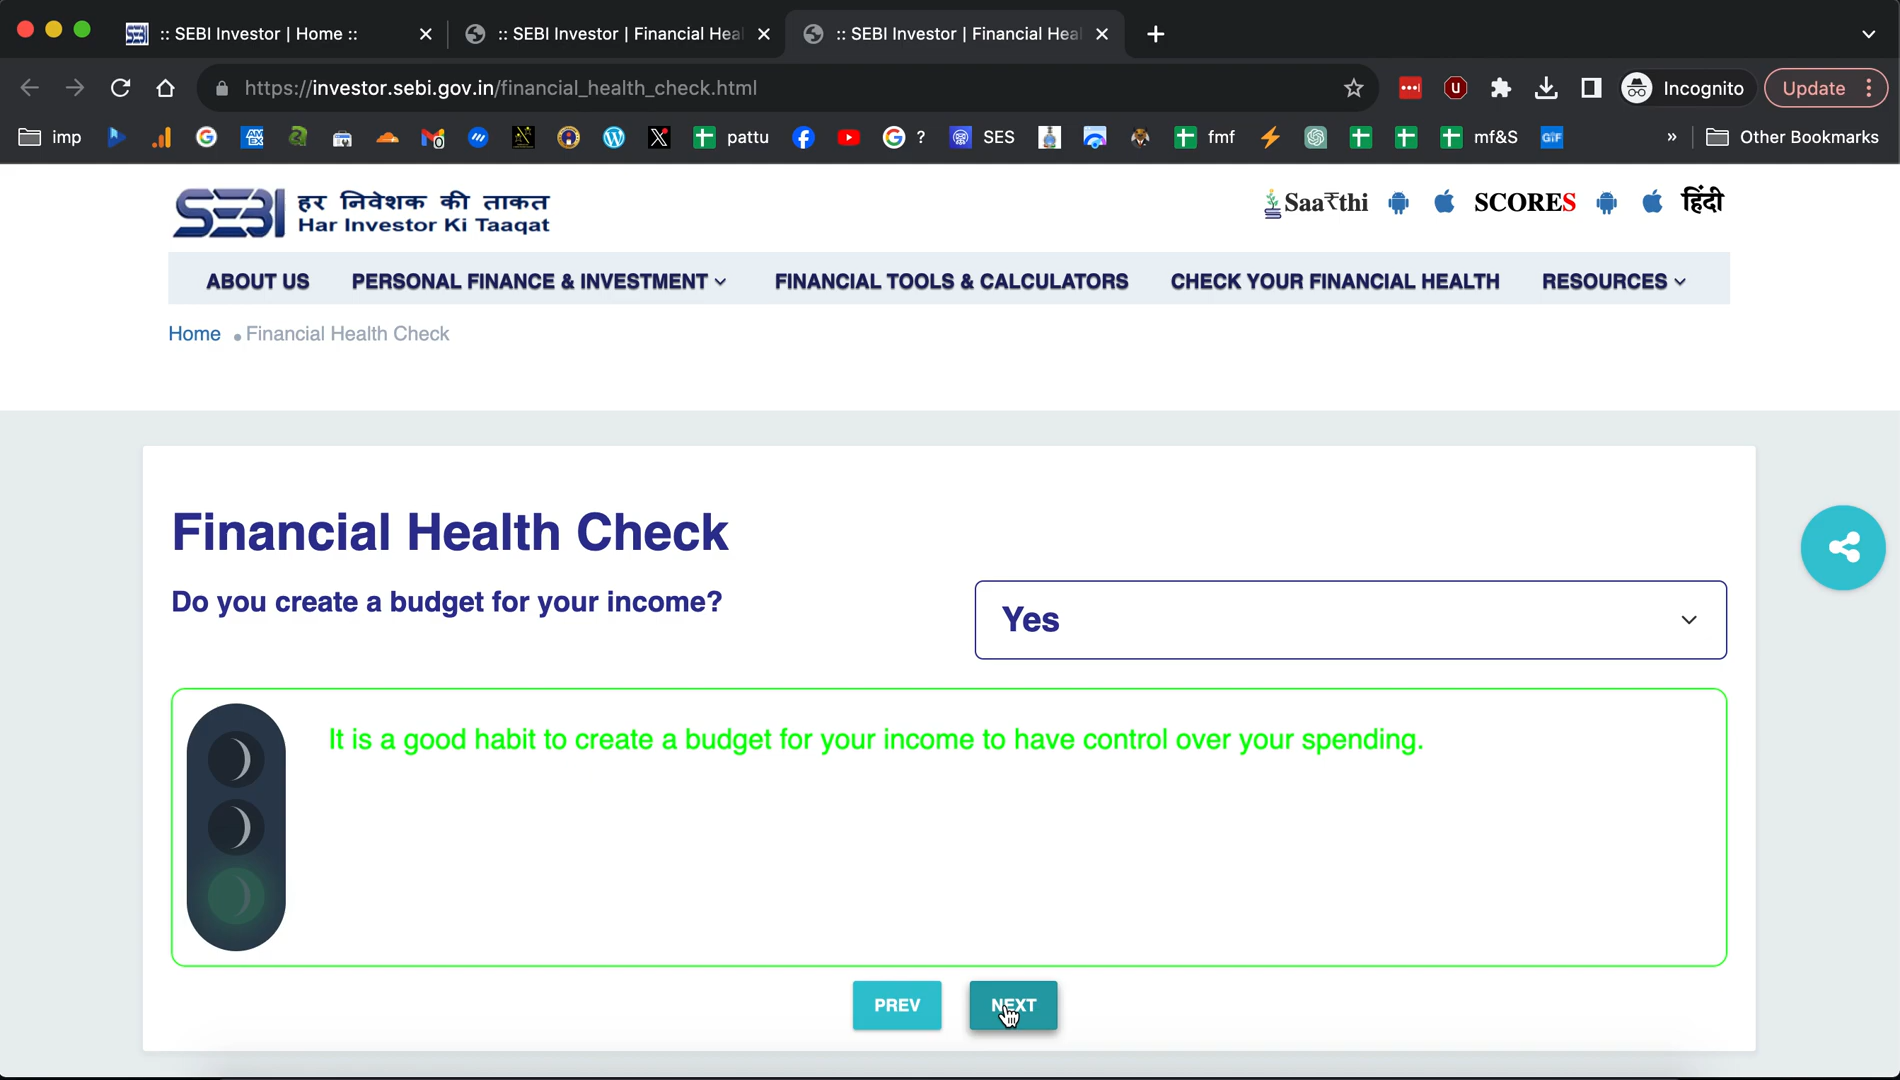 :: SEBI Investor | Home ::
:: SEBI Investor | Financial Heal
:: SEBI Investor | Financial Heal
https://investor.sebi.gov.in/financial_health_check.html
Incognito
Update
imp
pattu
?
SES
fmf
mf&S
GIF
»
Other Bookmarks
SEBI
हर निवेशक की ताकत
Har Investor Ki Taaqat
Saa₹thi
SCORES
हिंदी
ABOUT US
PERSONAL FINANCE & INVESTMENT
FINANCIAL TOOLS & CALCULATORS
CHECK YOUR FINANCIAL HEALTH
RESOURCES
Home
Financial Health Check
Financial Health Check
Do you create a budget for your income?
Yes
It is a good habit to create a budget for your income to have control over your spending.
PREV
NEXT